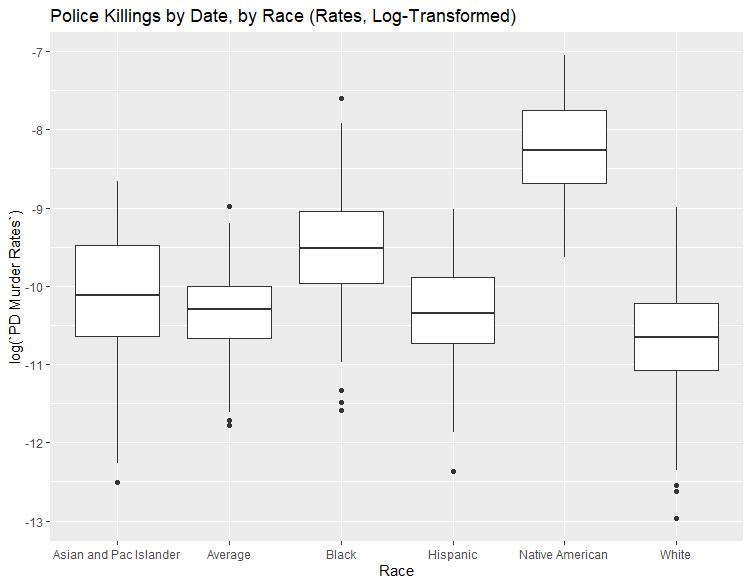 Police Killings by Date, by Race (Rates, Log-Transformed)
log(`PD Murder Rates`)
-7
-8
-9
-10
-11
-12
-13
Asian and Pac Islander
Average
Black
Hispanic
Native American
White
Race